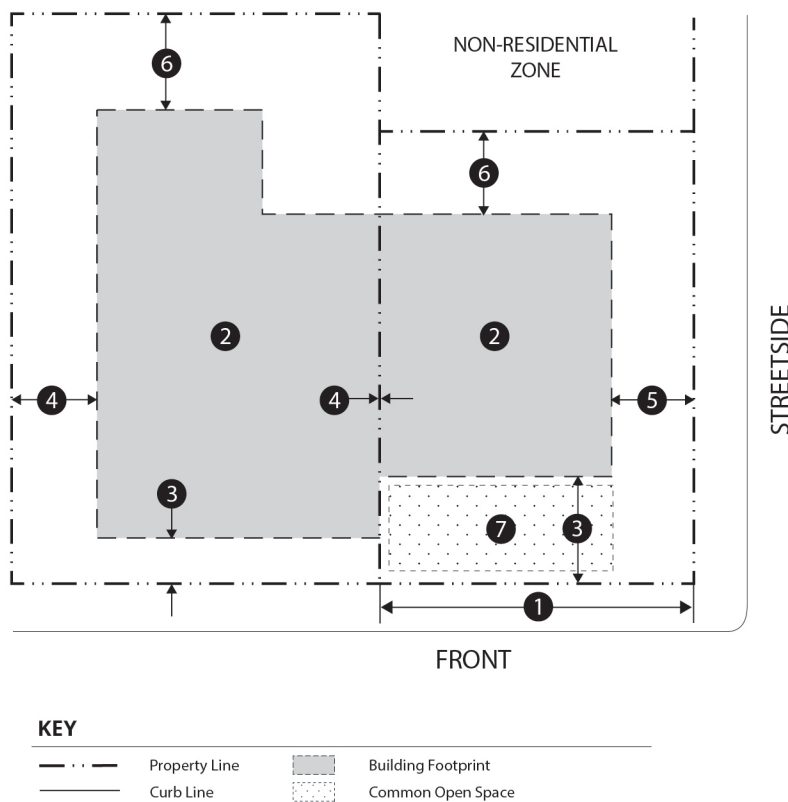 NON-RESIDENTIAL
ZONE
6
6
2
2
4
4
5
STREETSIDE
3
7
3
1
FRONT
KEY
Property Line
Building Footprint
Curb Line
Common Open Space